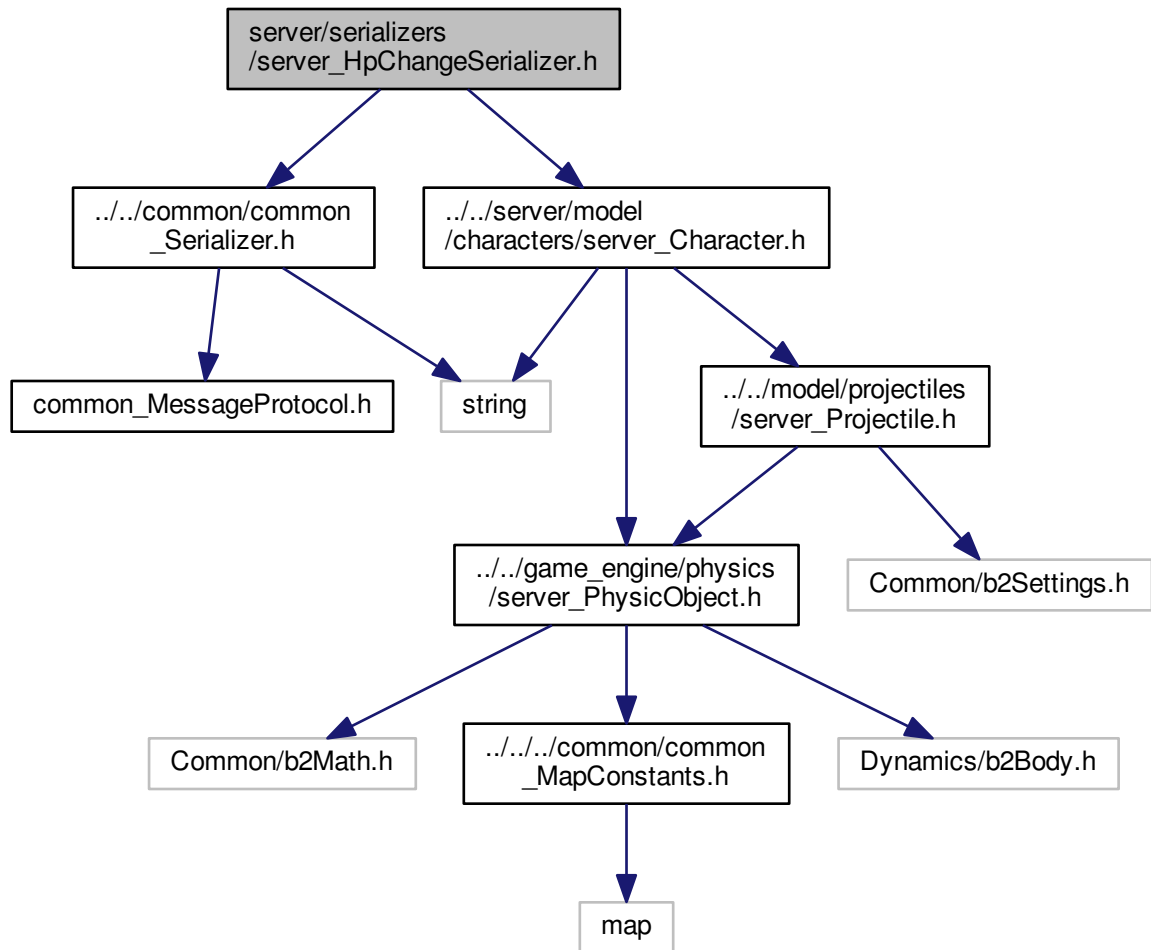 server/serializers
/server_HpChangeSerializer.h
../../common/common
_Serializer.h
../../server/model
/characters/server_Character.h
common_MessageProtocol.h
string
../../model/projectiles
/server_Projectile.h
../../game_engine/physics
/server_PhysicObject.h
Common/b2Settings.h
Common/b2Math.h
../../../common/common
_MapConstants.h
Dynamics/b2Body.h
map